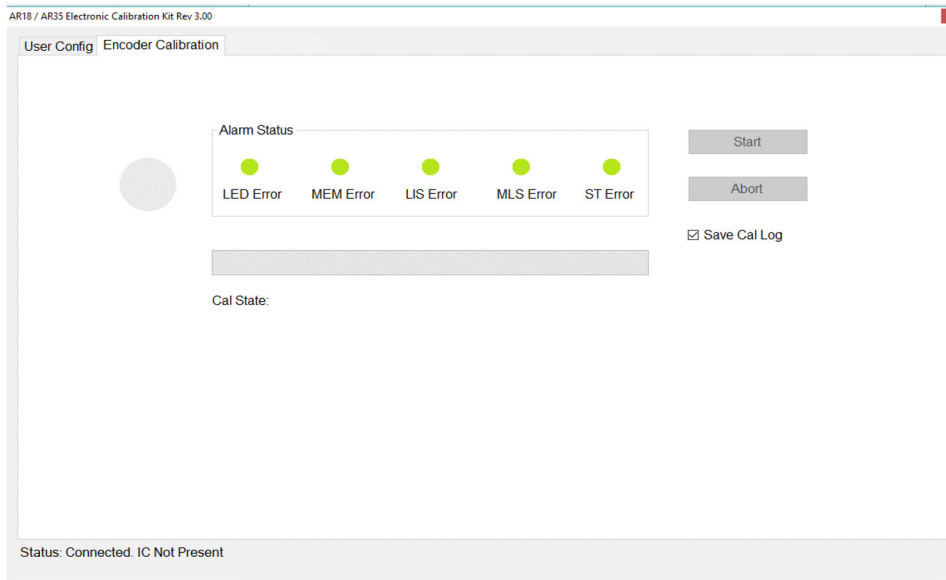 AR18 / AR35 Electronic Calibration Kit Rev 3.00
User Config Encoder Calibration
Alarm Status
LED Error MEM Error LIS Error MLS Error ST Error
Start
Abort
Save Cal Log
Cal State:
Status: Connected. IC Not Present